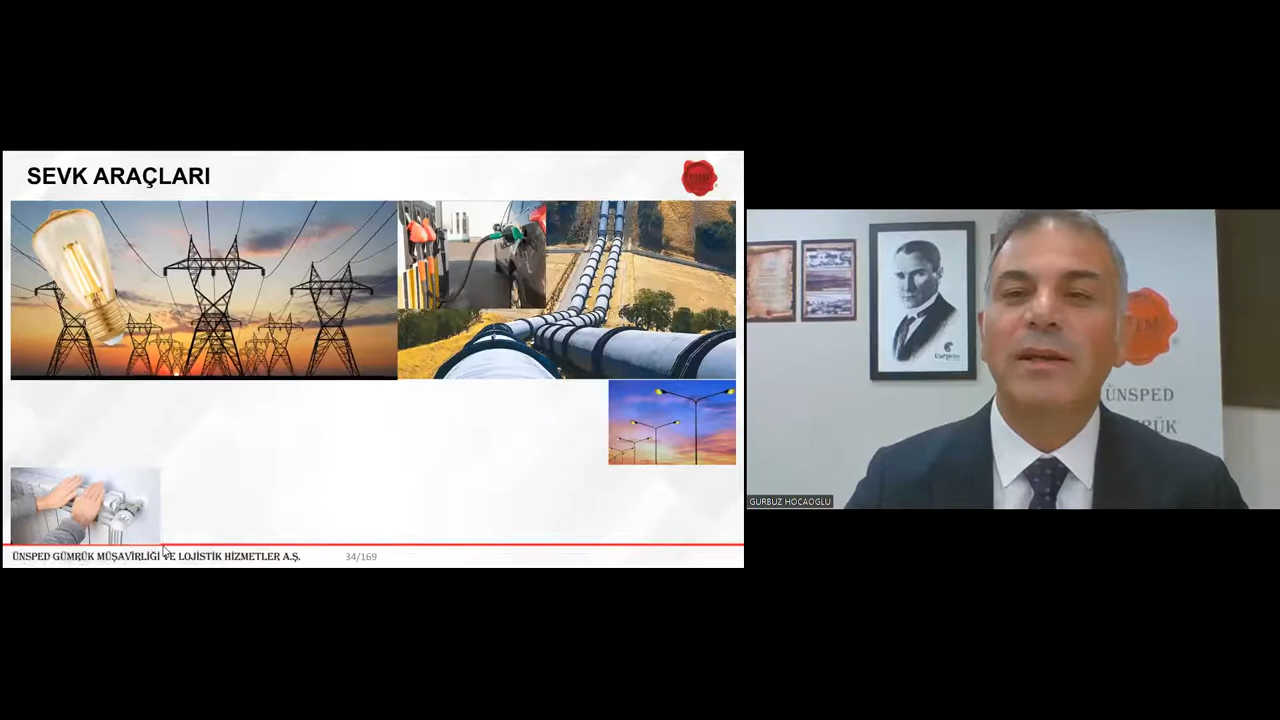 SEVK ARAÇLARI
ÜNSPED GÜMRÜK MÜŞAVİRLİĞİ VE LOJİSTİK HİZMETLER A.Ş.
34/169
ÜNSPED
GURBUZ HOCAOGLU